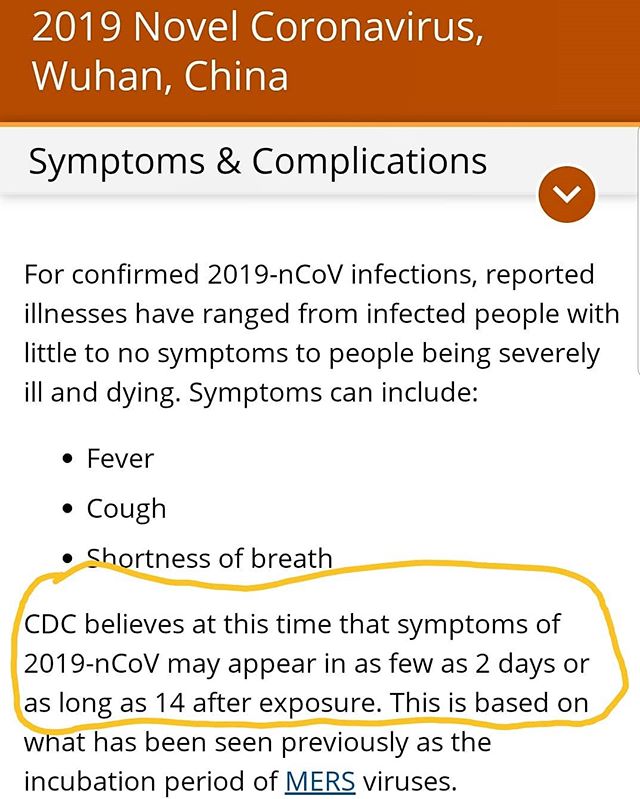 2019 Novel Coronavirus,
Wuhan, China
Symptoms & Complications
For confirmed 2019-nCoV infections, reported
illnesses have ranged from infected people with
little to no symptoms to people being severely
ill and dying. Symptoms can include:
• Fever
• Cough
• Shortness of breath
CDC believes at this time that symptoms of
2019-nCoV may appear in as few as 2 days or
as long as 14 after exposure. This is based on
what has been seen previously as the
incubation period of MERS viruses.